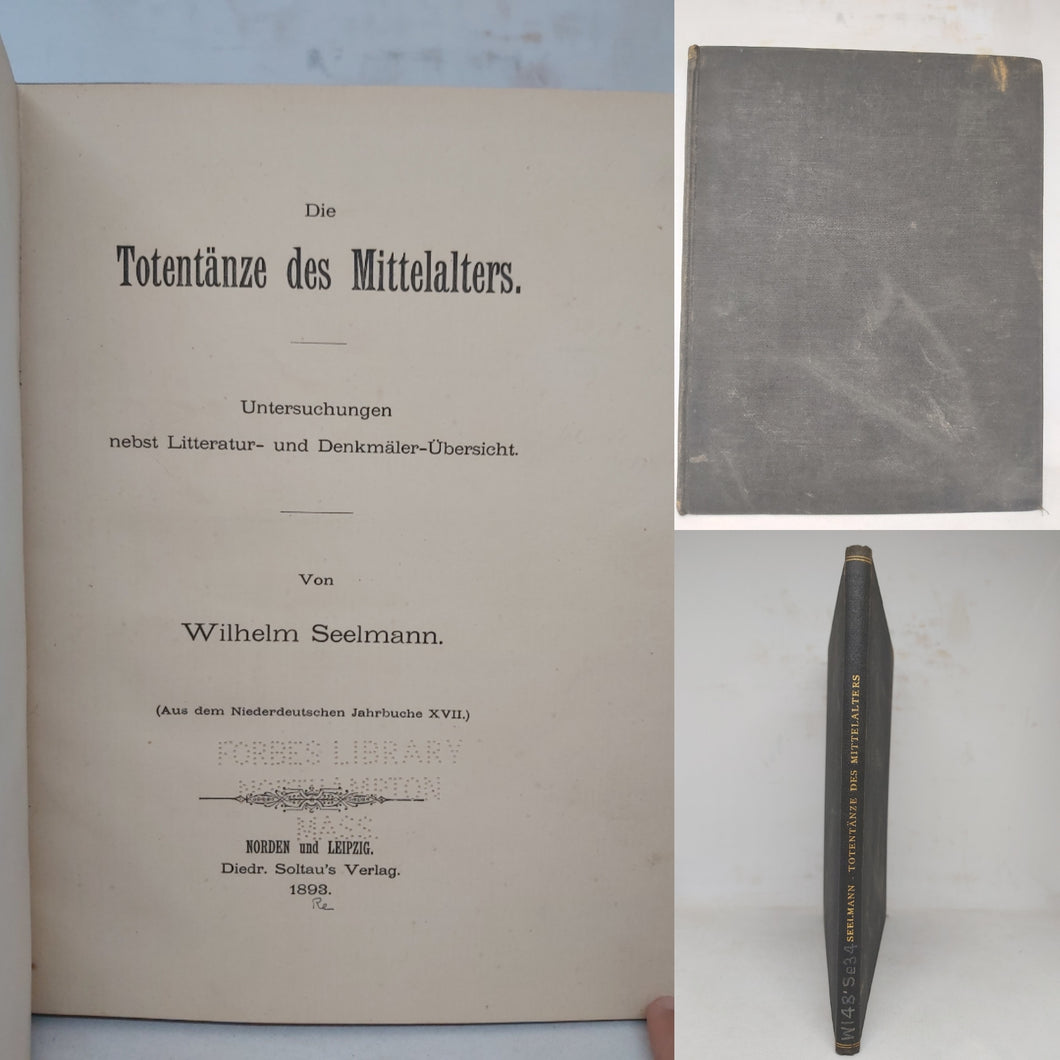 Die
Totentänze des Mittelalters.
Untersuchungen
nebst Litteratur- und Denkmäler-Übersicht.
Von
Wilhelm Seelmann.
(Aus dem Niederdeutschen Jahrbuche XVII.)
FORBES LIBRARY
NORTHAMPTON
MASS.
NORDEN und LEIPZIG.
Diedr. Soltau's Verlag.
1893.
Re
W148' Se34 SEELMANN · TOTENTÄNZE DES MITTELALTERS